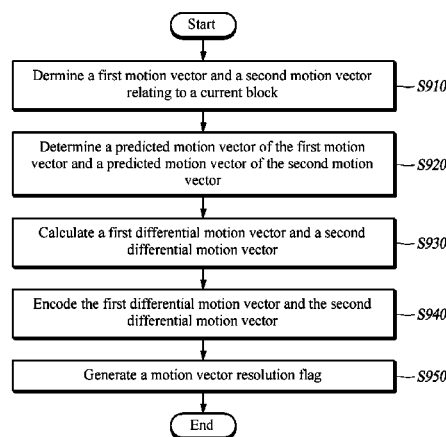 Start
Dermine a first motion vector and a second motion vector
relating to a current block
S910
Determine a predicted motion vector of the first motion
vector and a predicted motion vector of the second motion
vector
S920
Calculate a first differential motion vector and a second
differential motion vector
S930
Encode the first differential motion vector and the second
differential motion vector
S940
Generate a motion vector resolution flag
S950
End